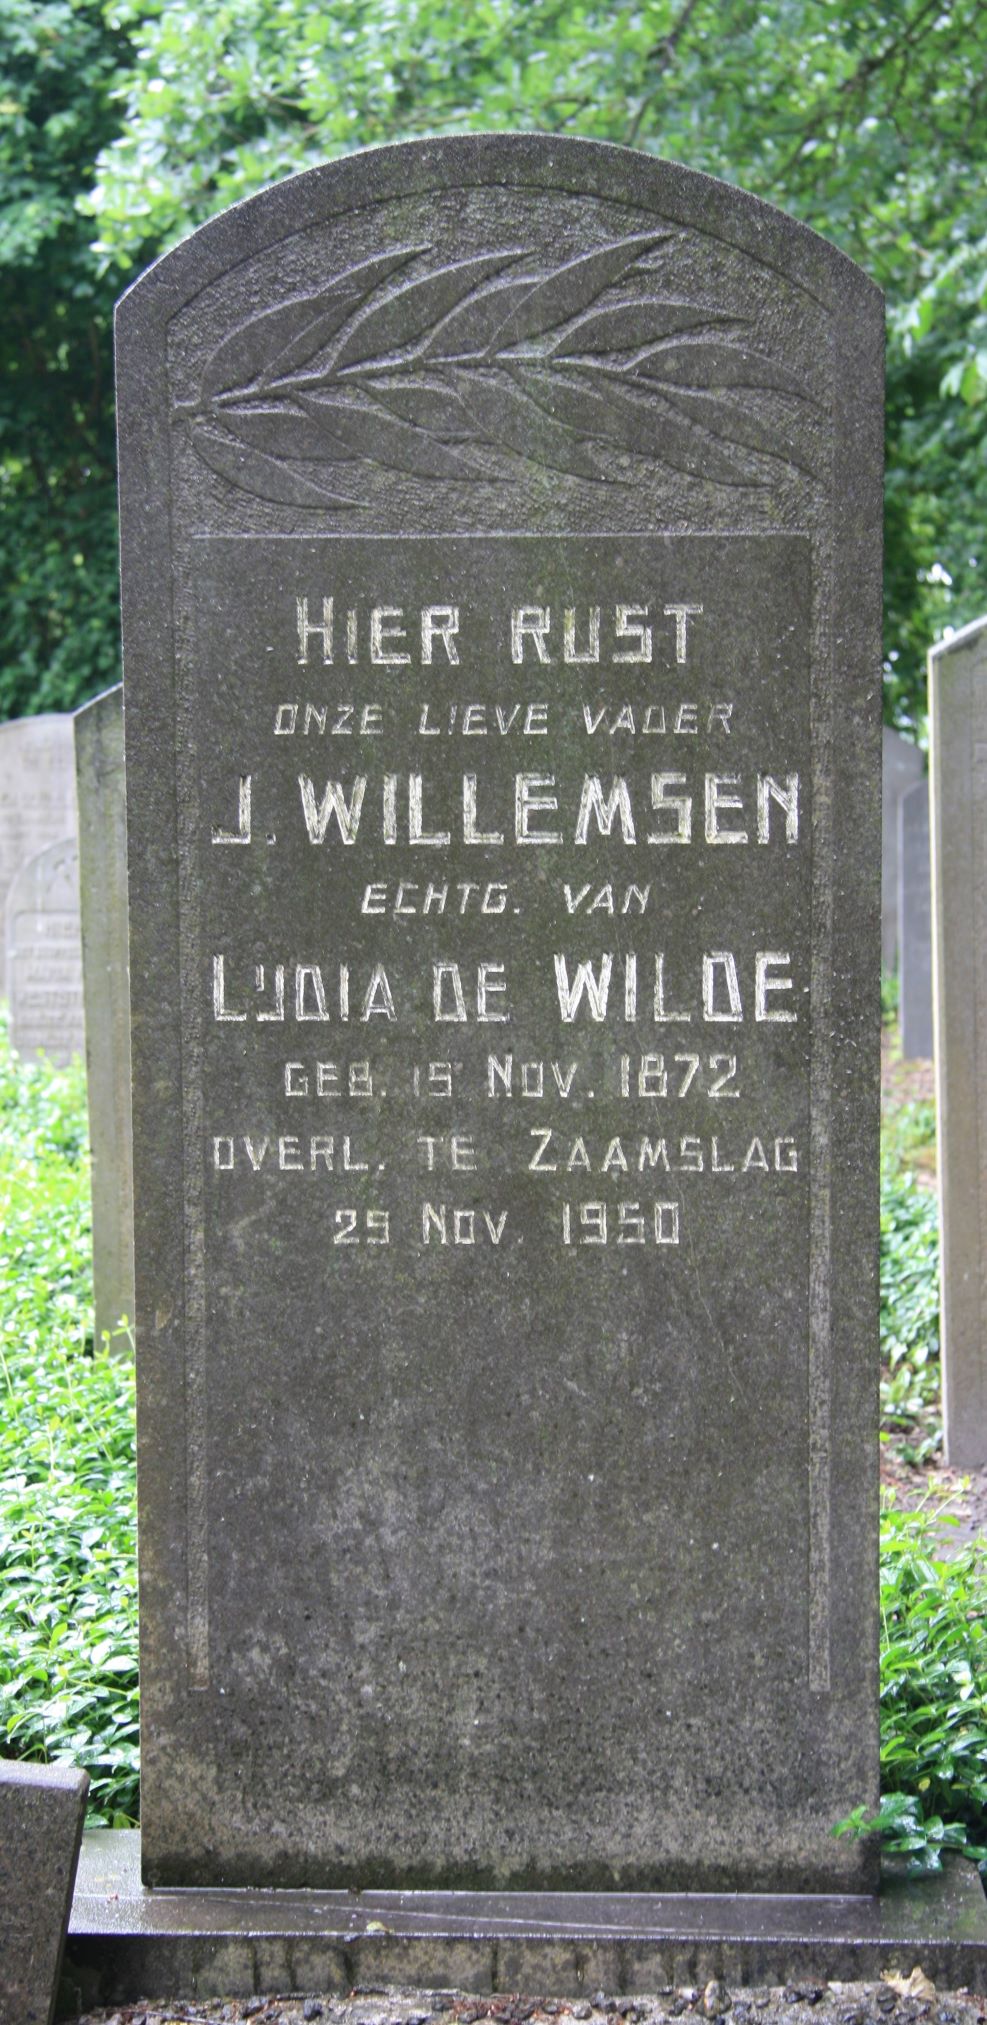 HIER RUST
ONZE LIEVE VADER
J. WILLEMSEN
ECHTG. VAN
LYDIA DE WILDE
GEB. 15 NOV. 1872
OVERL. TE ZAAMSLAG
29 NOV. 1950